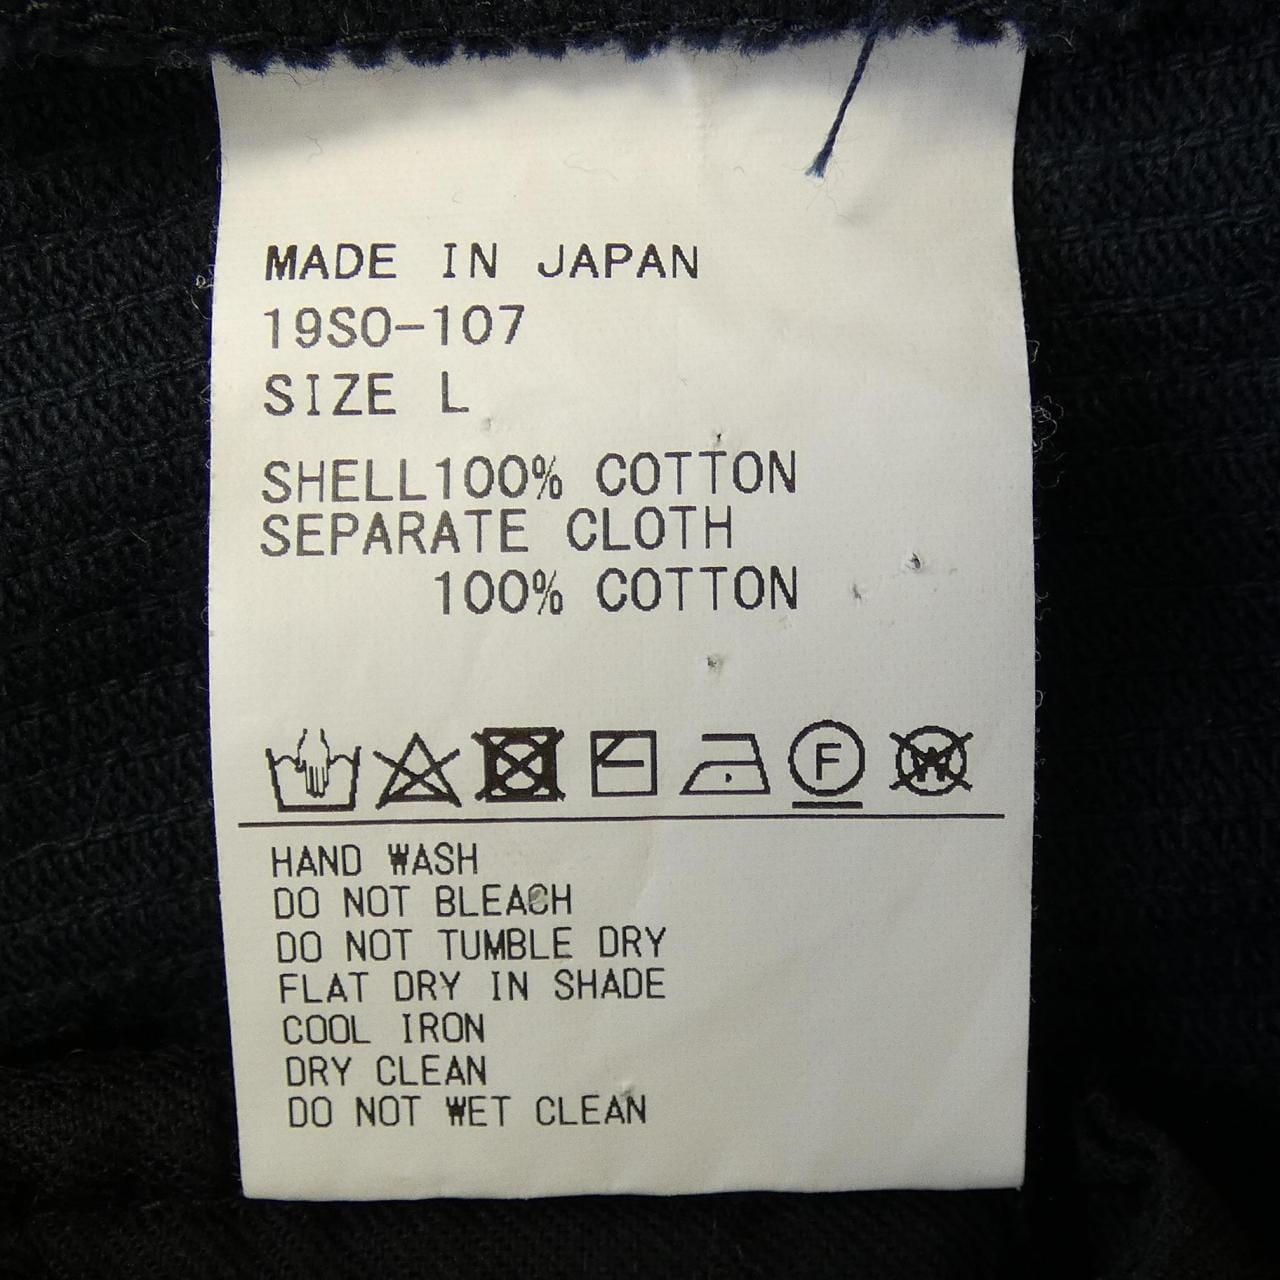 MADE IN JAPAN
19SO-107
SIZE L
SHELL100% COTTON
SEPARATE CLOTH
100% COTTON
F W
HAND WASH
DO NOT BLEACH
DO NOT TUMBLE DRY
FLAT DRY IN SHADE
COOL IRON
DRY CLEAN
DO NOT WET CLEAN